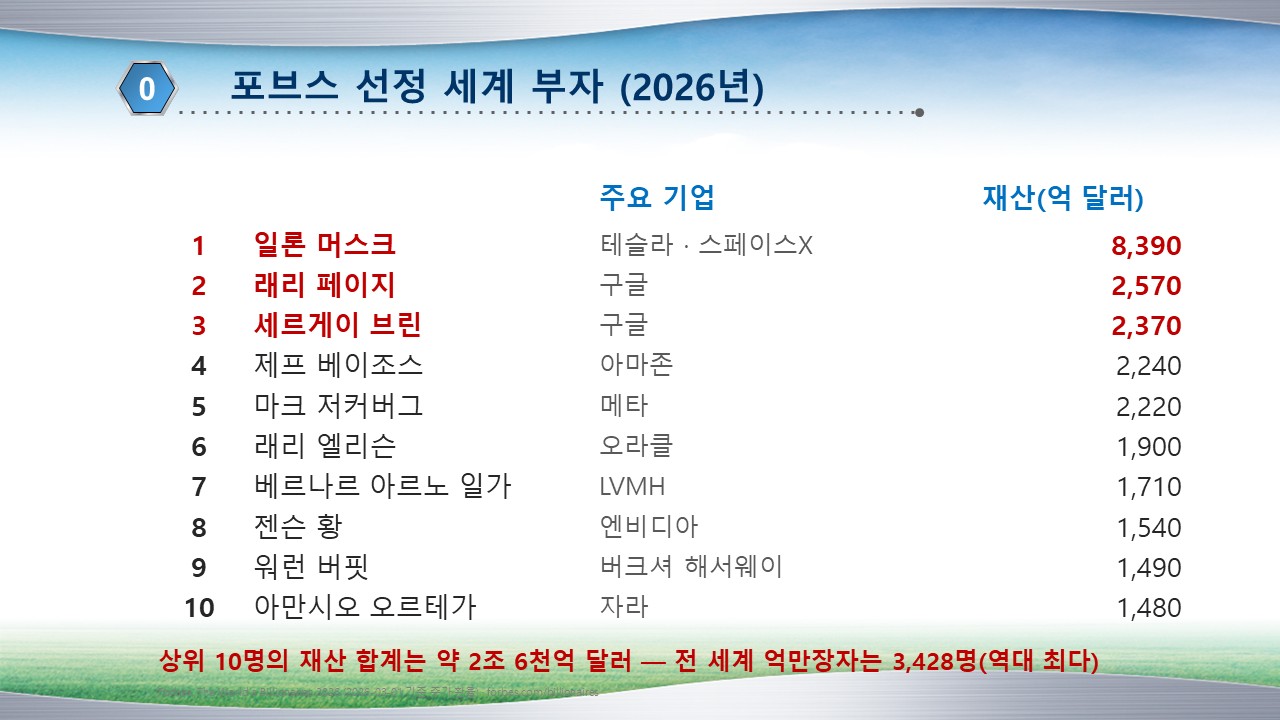 0 포브스 선정 세계 부자 (2026년)
주요 기업 재산(억 달러)
1 일론 머스크 테슬라 · 스페이스X 8,390
2 래리 페이지 구글 2,570
3 세르게이 브린 구글 2,370
4 제프 베이조스 아마존 2,240
5 마크 저커버그 메타 2,220
6 래리 엘리슨 오라클 1,900
7 베르나르 아르노 일가 LVMH 1,710
8 젠슨 황 엔비디아 1,540
9 워런 버핏 버크셔 해서웨이 1,490
10 아만시오 오르테가 자라 1,480
상위 10명의 재산 합계는 약 2조 6천억 달러 — 전 세계 억만장자는 3,428명(역대 최다)
forbes.com/billionaires